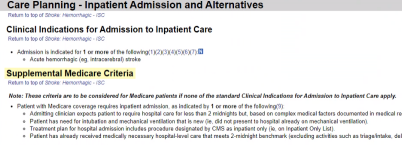 Care Planning - Inpatient Admission and Alternatives
Return to top of Stroke: Hemorrhagic - ISC
Clinical Indications for Admission to Inpatient Care
Return to top of Stroke: Hemorrhagic - ISC
• Admission is indicated for 1 or more of the following(1)(2)(3)(4)(5)(6)(7):
Acute hemorrhagic (eg, intracerebral) stroke
Supplemental Medicare Criteria
Return to top of Stroke: Hemorrhagic - ISC
Note: These criteria are to be considered for Medicare patients if none of the standard Clinical Indications for Admission to Inpatient Care apply.
• Patient with Medicare coverage requires inpatient admission, as indicated by 1 or more of the following(9)
Admitting clinician expects patient to require hospital care for less than 2 midnights but, based on complex medical factors documented in medical re
Patient has need for intubation and mechanical ventilation that is new (ie, did not present to hospital already on mechanical ventilation).
Treatment plan for hospital admission includes procedure designated by CMS as inpatient only (ie, on Inpatient Only List).
Patient has already received medically necessary hospital-level care that meets 2-midnight benchmark (excluding activities such as triage/intake, del